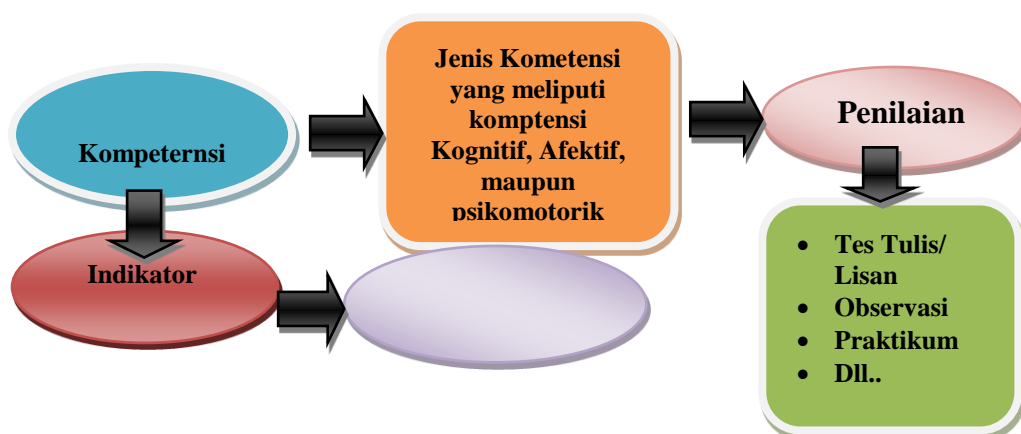 Kompeternsi
Jenis Kometensi
yang meliputi
komptensi
Kognitif, Afektif,
maupun
psikomotorik
Penilaian
Indikator
• Tes Tulis/
Lisan
• Observasi
• Praktikum
• Dll..